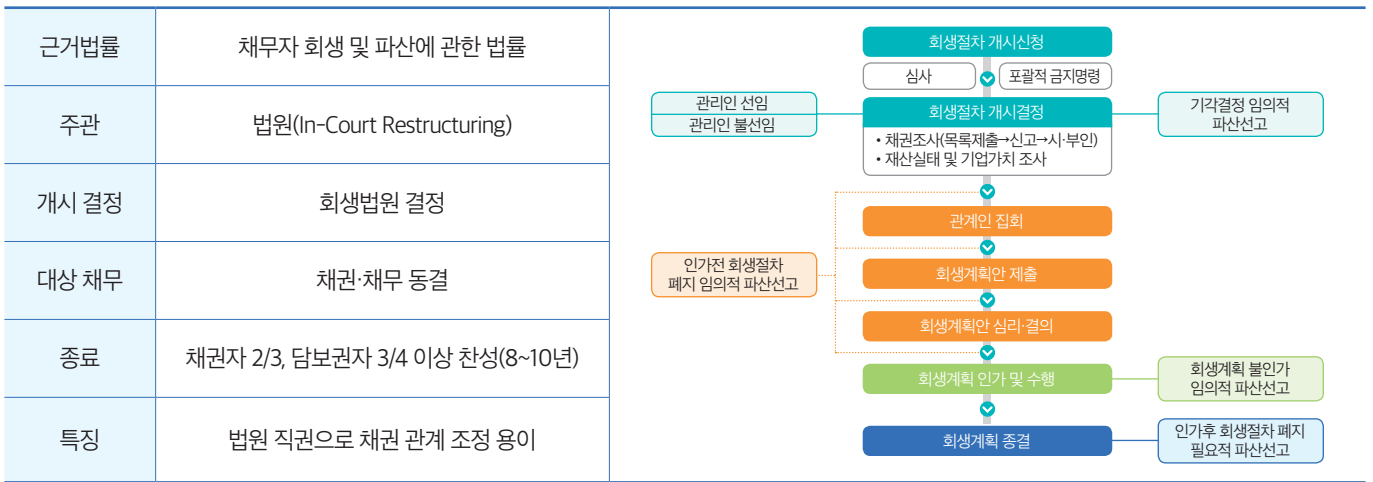 근거법률
채무자 회생 및 파산에 관한 법률
주관
법원(In-Court Restructuring)
개시 결정
회생법원 결정
대상 채무
채권·채무 동결
종료
채권자 2/3, 담보권자 3/4 이상 찬성(8~10년)
특징
법원 직권으로 채권 관계 조정 용이
회생절차 개시신청
심사
포괄적 금지명령
관리인 선임
관리인 불선임
회생절차 개시결정
• 채권조사(목록제출→신고→시·부인)
• 재산실태 및 기업가치 조사
기각결정 임의적
파산선고
관계인 집회
인가전 회생절차
폐지 임의적 파산선고
회생계획안 제출
회생계획안 심리·결의
회생계획 인가 및 수행
회생계획 불인가
임의적 파산선고
회생계획 종결
인가후 회생절차 폐지
필요적 파산선고